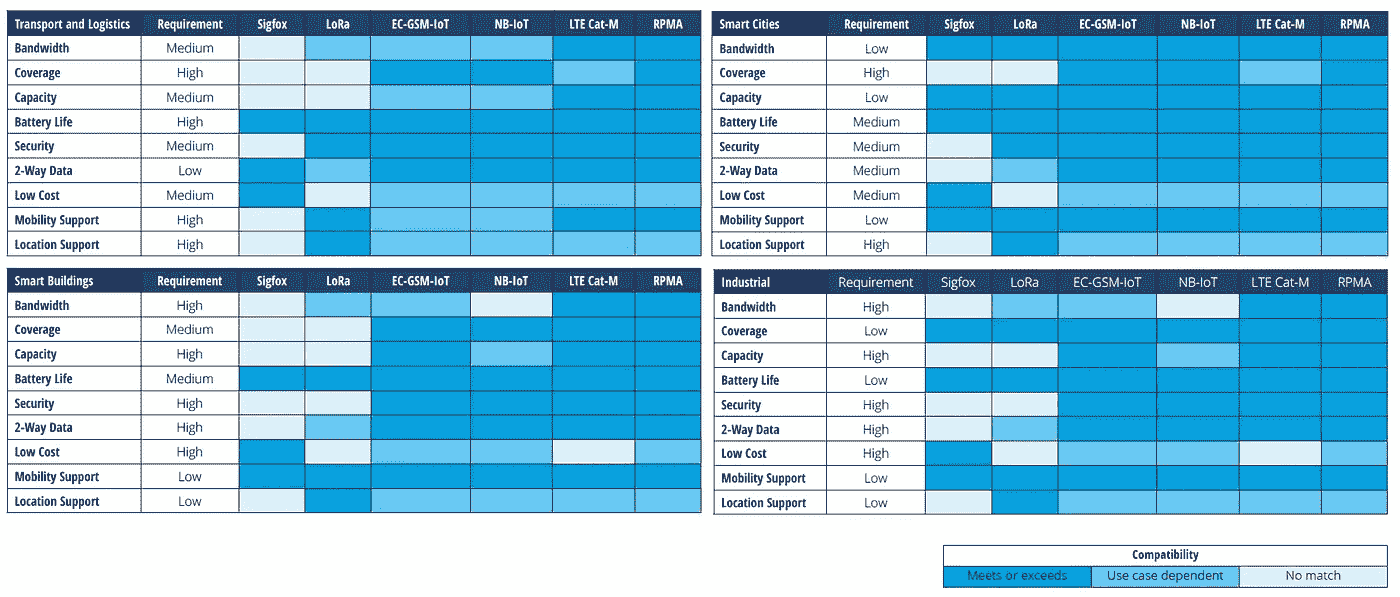 Transport and Logistics Requirement Sigfox LoRa EC-GSM-IoT NB-IoT LTE Cat-M RPMA
Bandwidth Medium
Coverage High
Capacity Medium
Battery Life High
Security Medium
2-Way Data Low
Low Cost Medium
Mobility Support High
Location Support High
Smart Cities Requirement Sigfox LoRa EC-GSM-IoT NB-IoT LTE Cat-M RPMA
Bandwidth Low
Coverage High
Capacity Low
Battery Life Medium
Security Medium
2-Way Data Medium
Low Cost Medium
Mobility Support Low
Location Support High
Smart Buildings Requirement Sigfox LoRa EC-GSM-IoT NB-IoT LTE Cat-M RPMA
Bandwidth High
Coverage Medium
Capacity High
Battery Life Medium
Security High
2-Way Data High
Low Cost High
Mobility Support Low
Location Support Low
Industrial Requirement Sigfox LoRa EC-GSM-IoT NB-IoT LTE Cat-M RPMA
Bandwidth High
Coverage Low
Capacity High
Battery Life Low
Security High
2-Way Data High
Low Cost High
Mobility Support Low
Location Support Low
Compatibility
Meets or exceeds Use case dependent No match